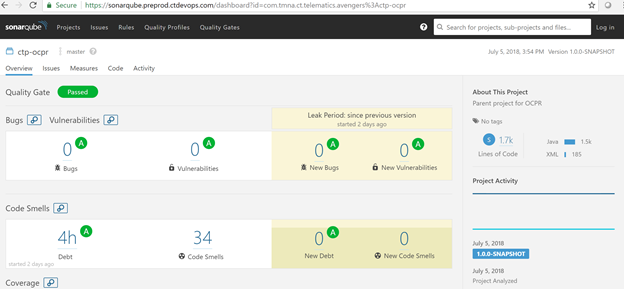 Secure https://sonarqube.preprod.ctdevops.com/dashboard?id=com.tmna.ct.telematics.avengers%3Actp-ocpr
sonarqube Projects Issues Rules Quality Profiles Quality Gates Search for projects, sub-projects and files... Log in
ctp-ocpr master July 5, 2018, 3:54 PM Version 1.0.0-SNAPSHOT
Overview Issues Measures Code Activity
Quality Gate Passed
About This Project
Parent project for OCPR
No tags
S 1.7k
Lines of Code
Java 1.5k
XML 185
Project Activity
July 5, 2018
1.0.0-SNAPSHOT
July 5, 2018
Project Analyzed
Bugs Vulnerabilities
Leak Period: since previous version
started 2 days ago
0 A
Bugs
0 A
Vulnerabilities
0 A
New Bugs
0 A
New Vulnerabilities
Code Smells
4h A
Debt
started 2 days ago
34
Code Smells
0 A
New Debt
0
New Code Smells
Coverage